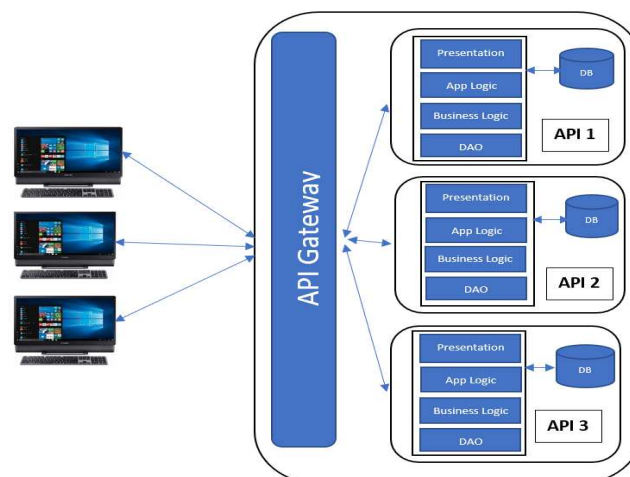 API Gateway
Presentation
App Logic
Business Logic
DAO
DB
API 1
Presentation
App Logic
Business Logic
DAO
DB
API 2
Presentation
App Logic
Business Logic
DAO
DB
API 3